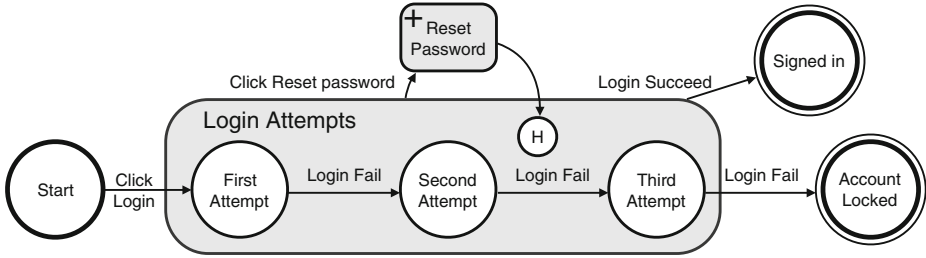 +
Reset
Password
Click Reset password
Login Succeed
Signed in
Login Attempts
H
Start
Click
Login
First
Attempt
Login Fail
Second
Attempt
Login Fail
Third
Attempt
Login Fail
Account
Locked